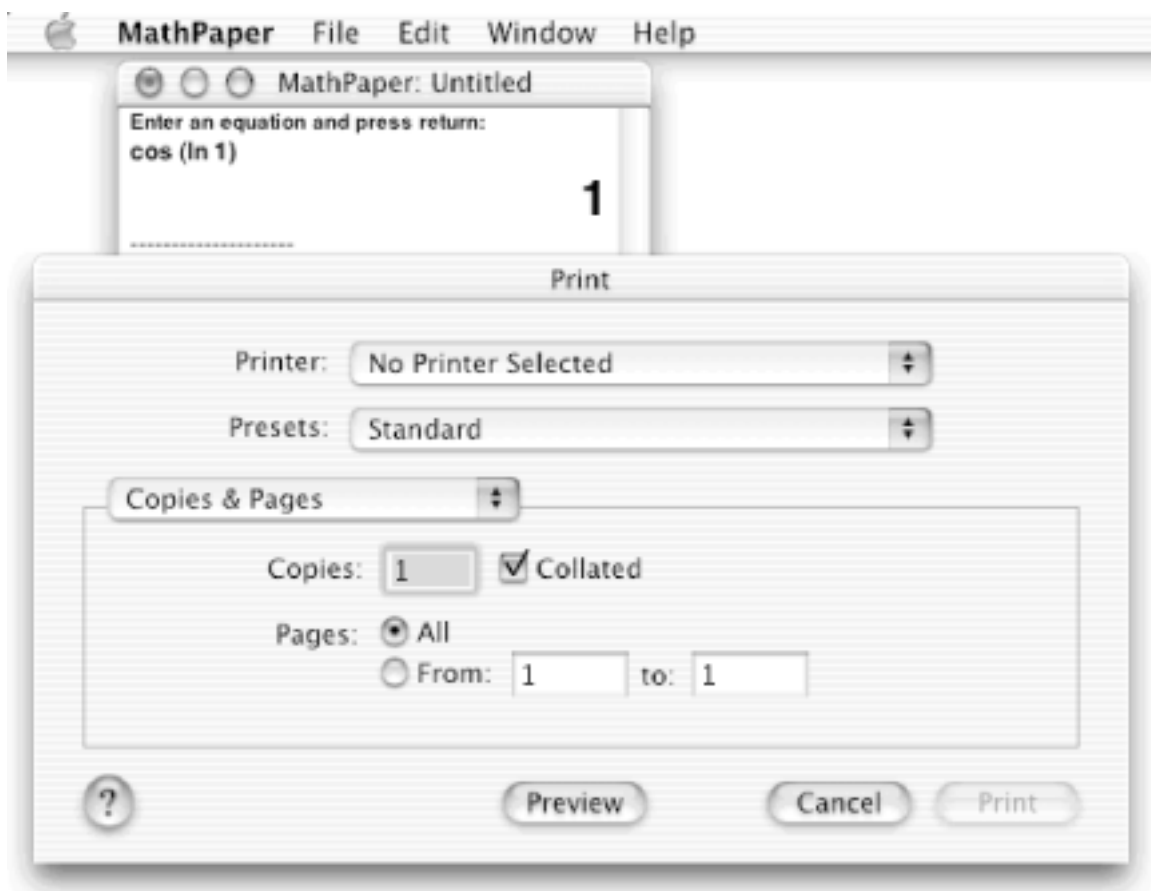 MathPaper File Edit Window Help
MathPaper: Untitled
Enter an equation and press return:
cos (ln 1)
1
--------------------
Print
Printer: No Printer Selected
Presets: Standard
Copies & Pages
Copies: 1 Collated
Pages: All
From: 1 to: 1
? Preview Cancel Print